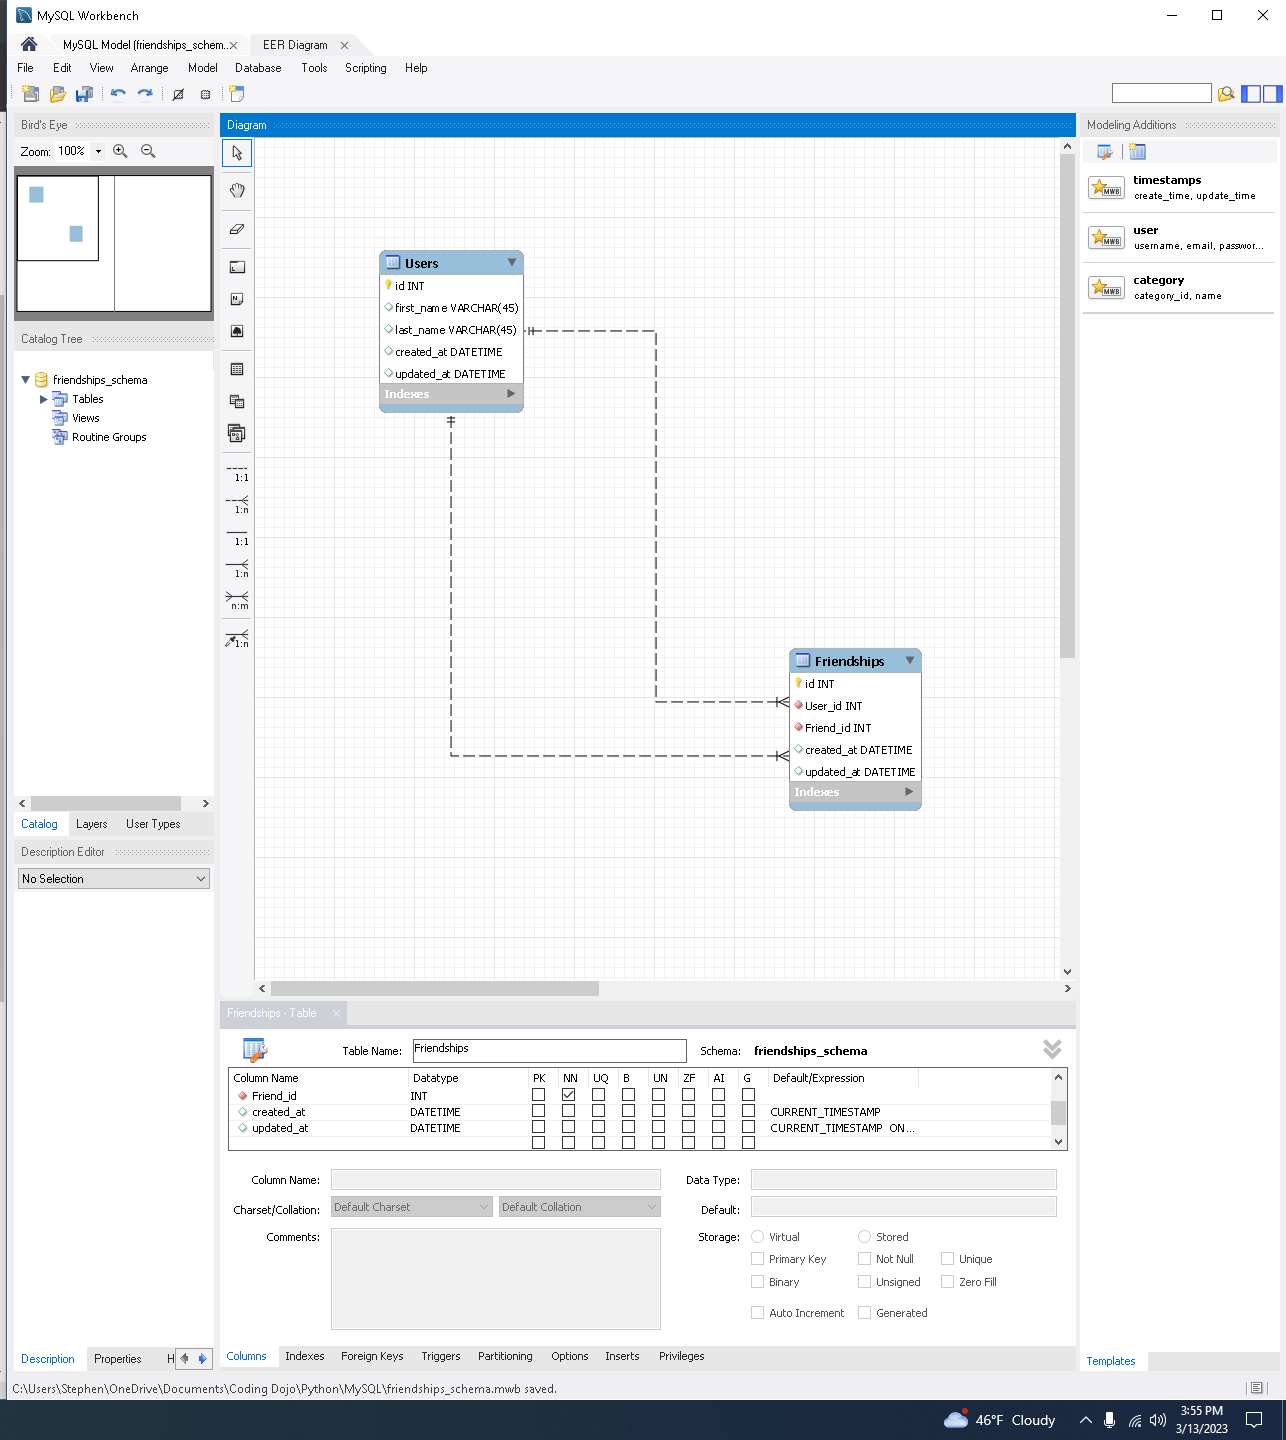 MySQL Workbench
MySQL Model (friendships_schem..
EER Diagram
File Edit View Arrange Model Database Tools Scripting Help
Bird's Eye
Zoom: 100%
Catalog Tree
friendships_schema
Tables
Views
Routine Groups
Catalog Layers User Types
Description Editor
No Selection
Description Properties H
Diagram
1:1
1:n
1:1
1:n
n:m
1:n
Users
id INT
first_name VARCHAR(45)
last_name VARCHAR(45)
created_at DATETIME
updated_at DATETIME
Indexes
Friendships
id INT
User_id INT
Friend_id INT
created_at DATETIME
updated_at DATETIME
Indexes
Modeling Additions
MWB
timestamps
create_time, update_time
MWB
user
username, email, passwor...
MWB
category
category_id, name
Templates
Friendships - Table
Table Name: Friendships Schema: friendships_schema
Column Name Datatype PK NN UQ B UN ZF AI G Default/Expression
Friend_id INT
created_at DATETIME CURRENT_TIMESTAMP
updated_at DATETIME CURRENT_TIMESTAMP ON...
Column Name: Data Type:
Charset/Collation: Default Charset Default Collation Default:
Comments: Storage: Virtual Stored
Primary Key Not Null Unique
Binary Unsigned Zero Fill
Auto Increment Generated
Columns Indexes Foreign Keys Triggers Partitioning Options Inserts Privileges
C:\Users\Stephen\OneDrive\Documents\Coding Dojo\Python\MySQL\friendships_schema.mwb saved.
46°F Cloudy
3:55 PM
3/13/2023